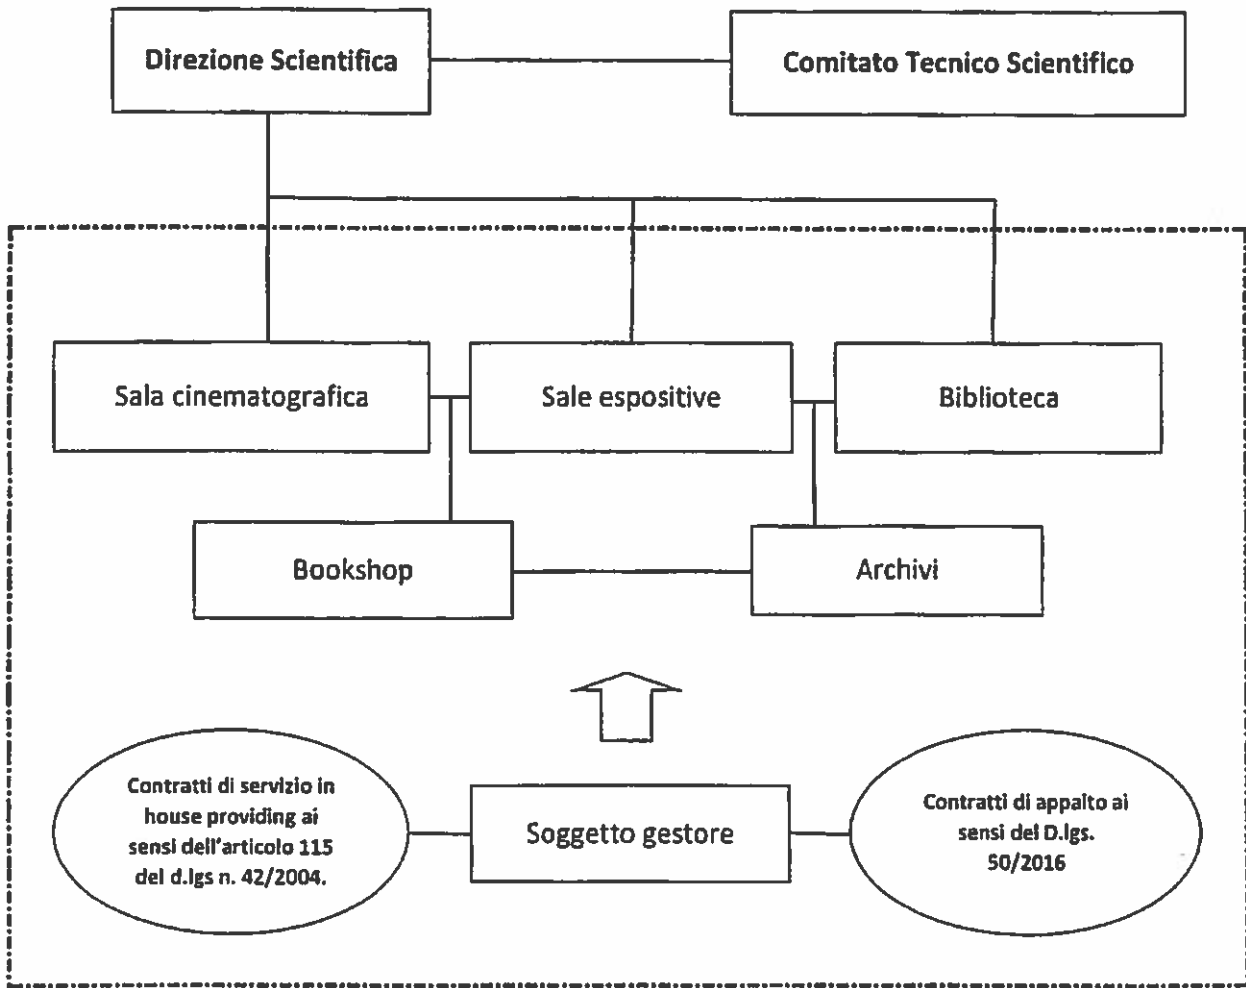 Direzione Scientifica
Comitato Tecnico Scientifico
Sala cinematografica
Sale espositive
Biblioteca
Bookshop
Archivi
Contratti di servizio in
house providing ai
sensi dell'articolo 115
del d.lgs n. 42/2004.
Soggetto gestore
Contratti di appalto ai
sensi del D.lgs.
50/2016